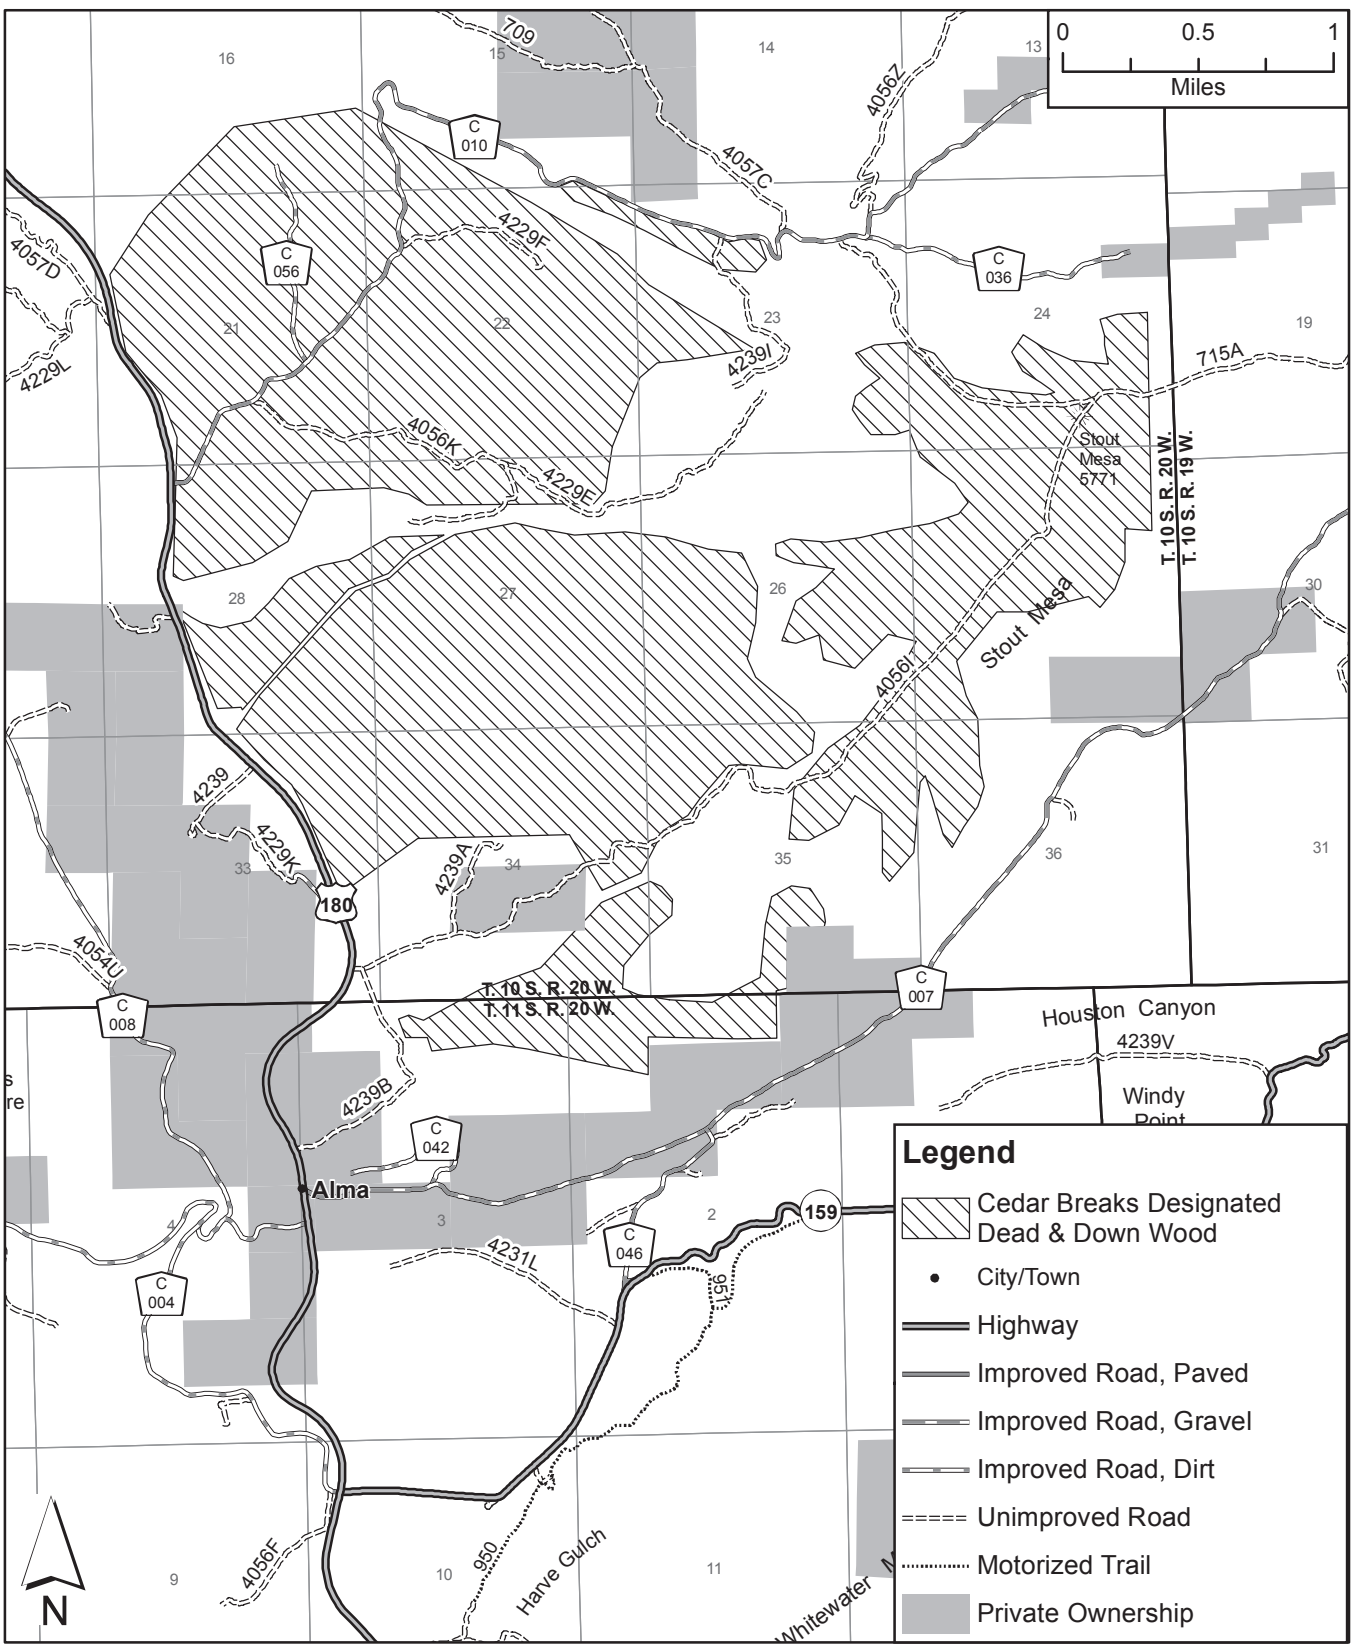 0 0.5 1
Miles
709
16
15
14
13
4056Z
C
010
4057C
4229F
4057D
C
056
C
036
21
22
23
24
19
4229L
4239I
715A
4056K
Stout
Mesa
5771
4229E
T. 10 S. R. 20 W.
T. 10 S. R. 19 W.
28
27
26
30
Stout Mesa
4056I
4239
4229K
33
4239A
34
35
36
31
180
4054U
T. 10 S. R. 20 W.
T. 11 S. R. 20 W.
C
007
C
008
Houston Canyon
4239V
s
re
4239B
Windy
Point
C
042
Alma
4
3
2
159
C
046
4231L
951
C
004
950
Harve Gulch
4056F
9
10
11
Whitewater M
N
Legend
Cedar Breaks Designated
Dead & Down Wood
City/Town
Highway
Improved Road, Paved
Improved Road, Gravel
Improved Road, Dirt
Unimproved Road
Motorized Trail
Private Ownership